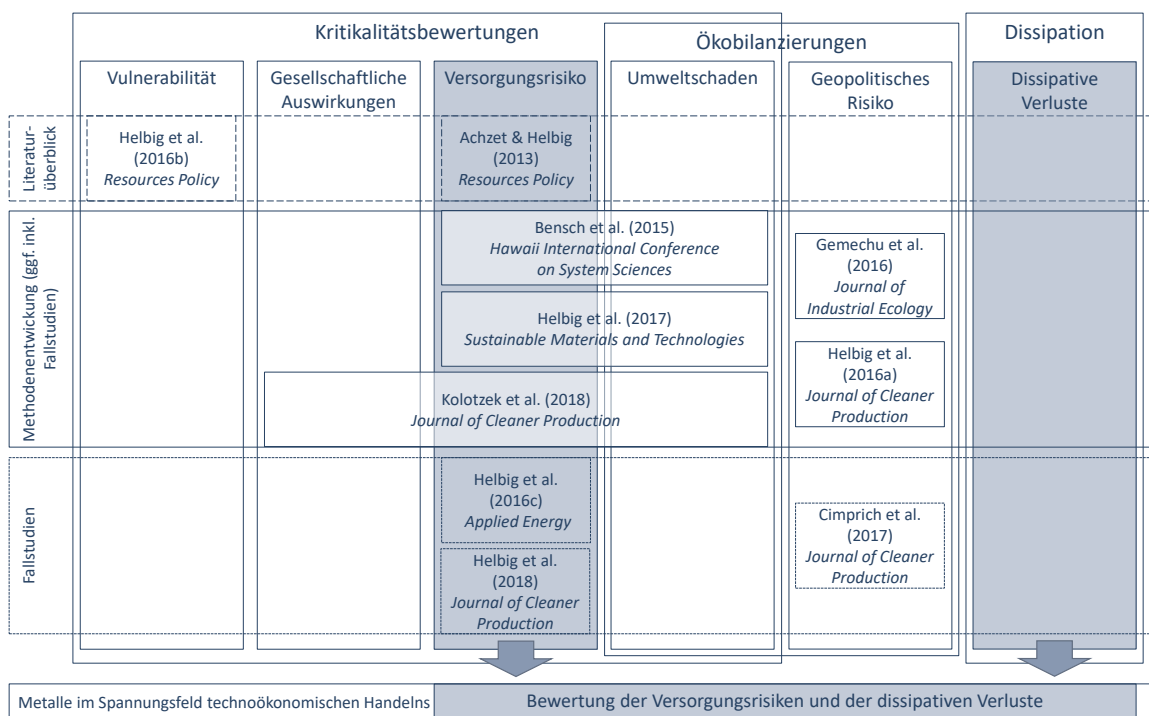 Kritikalitätsbewertungen
Ökobilanzierungen
Dissipation
Vulnerabilität
Gesellschaftliche
Auswirkungen
Versorgungsrisiko
Umweltschaden
Geopolitisches
Risiko
Dissipative
Verluste
Literatur-
überblick
Helbig et al.
(2016b)
Resources Policy
Achzet & Helbig
(2013)
Resources Policy
Methodenentwickung (ggf. inkl.
Fallstudien)
Bensch et al. (2015)
Hawaii International Conference
on System Sciences
Helbig et al. (2017)
Sustainable Materials and Technologies
Kolotzek et al. (2018)
Journal of Cleaner Production
Gemechu et al.
(2016)
Journal of
Industrial Ecology
Helbig et al.
(2016a)
Journal of Cleaner
Production
Fallstudien
Helbig et al.
(2016c)
Applied Energy
Helbig et al.
(2018)
Journal of Cleaner
Production
Cimprich et al.
(2017)
Journal of Cleaner
Production
Metalle im Spannungsfeld technoökonomischen Handelns
Bewertung der Versorgungsrisiken und der dissipativen Verluste